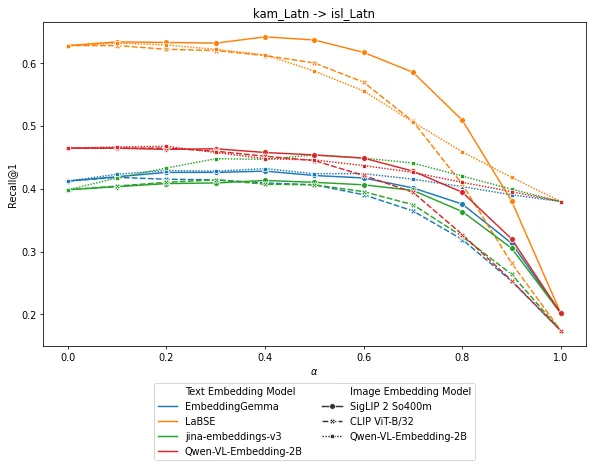 kam_Latn -> isl_Latn
Recall@1
0.6
0.5
0.4
0.3
0.2
0.0 0.2 0.4 0.6 0.8 1.0
α
Text Embedding Model Image Embedding Model
EmbeddingGemma SigLIP 2 So400m
LaBSE CLIP ViT-B/32
jina-embeddings-v3 Qwen-VL-Embedding-2B
Qwen-VL-Embedding-2B